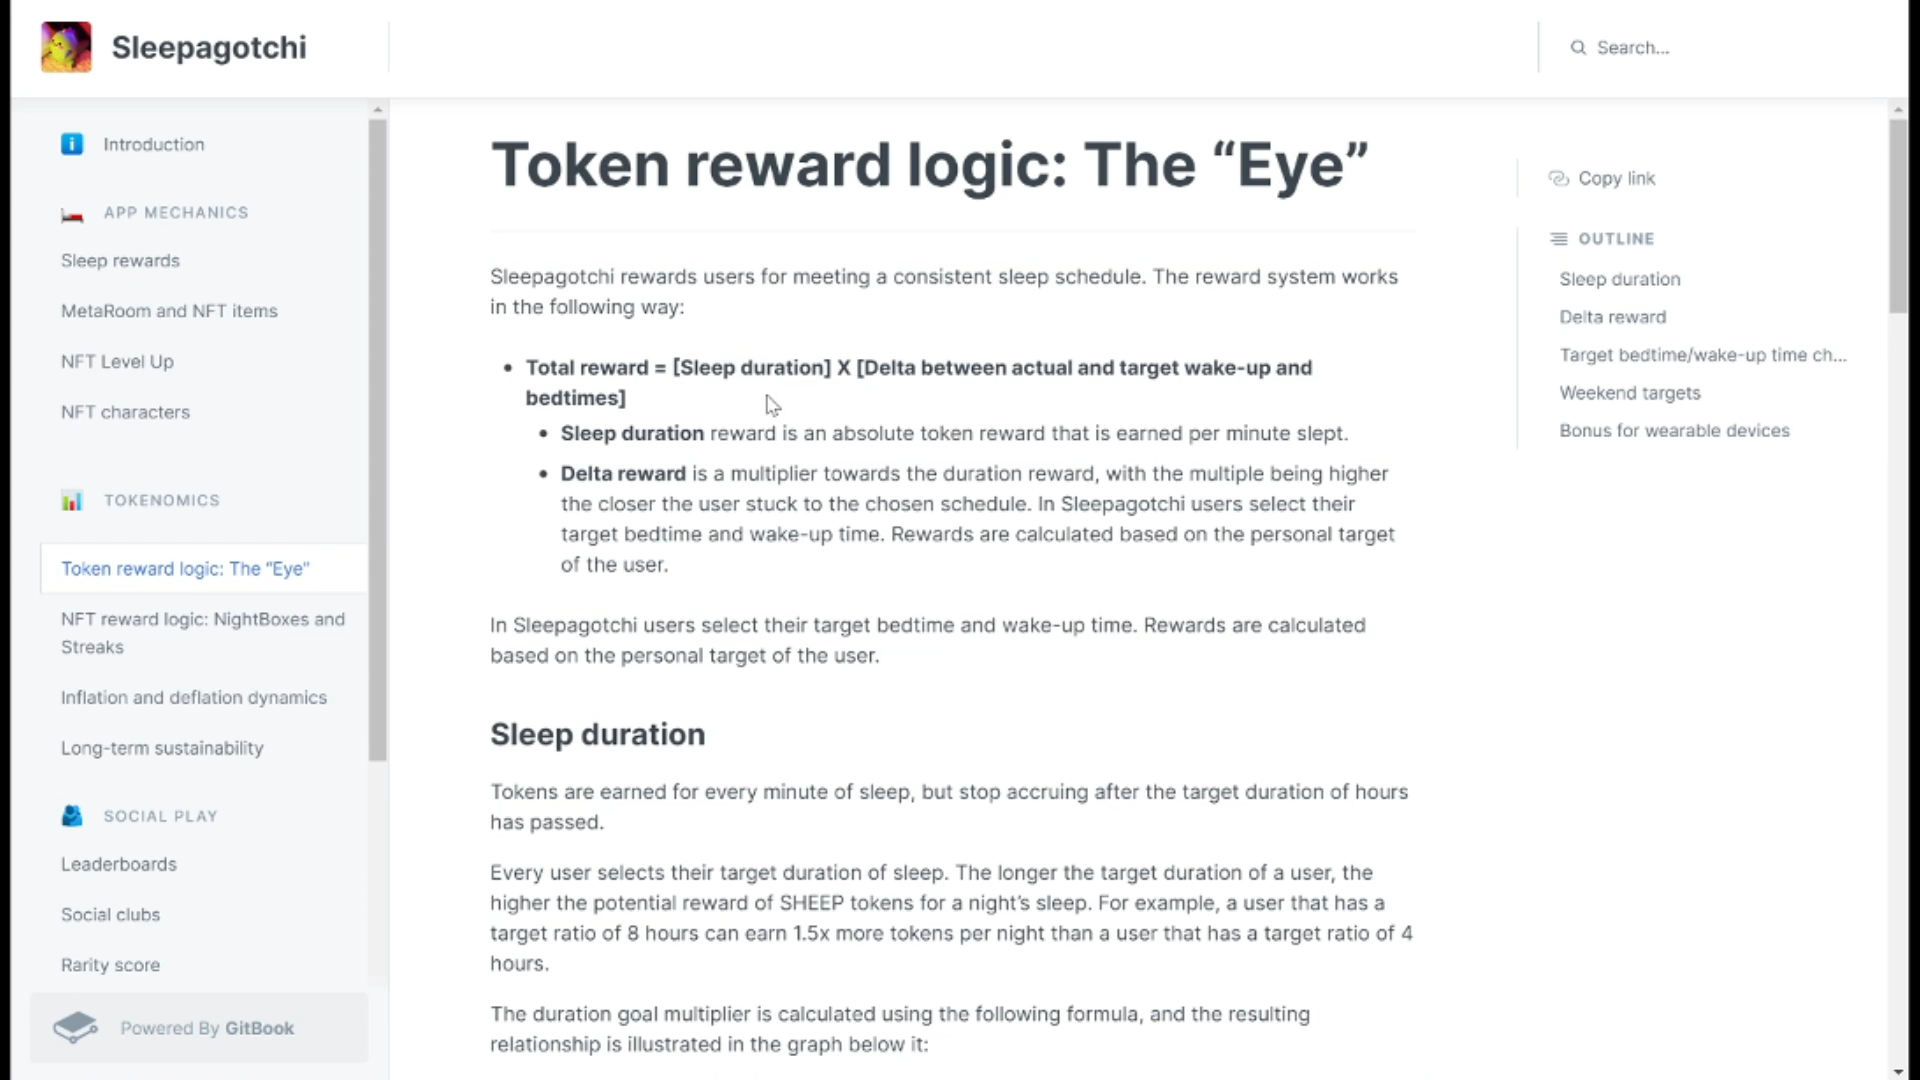 Sleepagotchi
Search...
Introduction
APP MECHANICS
Sleep rewards
MetaRoom and NFT items
NFT Level Up
NFT characters
TOKENOMICS
Token reward logic: The “Eye”
NFT reward logic: NightBoxes and
Streaks
Inflation and deflation dynamics
Long-term sustainability
SOCIAL PLAY
Leaderboards
Social clubs
Rarity score
Powered By GitBook
Token reward logic: The “Eye”
Sleepagotchi rewards users for meeting a consistent sleep schedule. The reward system works
in the following way:
• Total reward = [Sleep duration] X [Delta between actual and target wake-up and
bedtimes]
• Sleep duration reward is an absolute token reward that is earned per minute slept.
• Delta reward is a multiplier towards the duration reward, with the multiple being higher
the closer the user stuck to the chosen schedule. In Sleepagotchi users select their
target bedtime and wake-up time. Rewards are calculated based on the personal target
of the user.
In Sleepagotchi users select their target bedtime and wake-up time. Rewards are calculated
based on the personal target of the user.
Sleep duration
Tokens are earned for every minute of sleep, but stop accruing after the target duration of hours
has passed.
Every user selects their target duration of sleep. The longer the target duration of a user, the
higher the potential reward of SHEEP tokens for a night’s sleep. For example, a user that has a
target ratio of 8 hours can earn 1.5x more tokens per night than a user that has a target ratio of 4
hours.
The duration goal multiplier is calculated using the following formula, and the resulting
relationship is illustrated in the graph below it:
Copy link
OUTLINE
Sleep duration
Delta reward
Target bedtime/wake-up time ch...
Weekend targets
Bonus for wearable devices